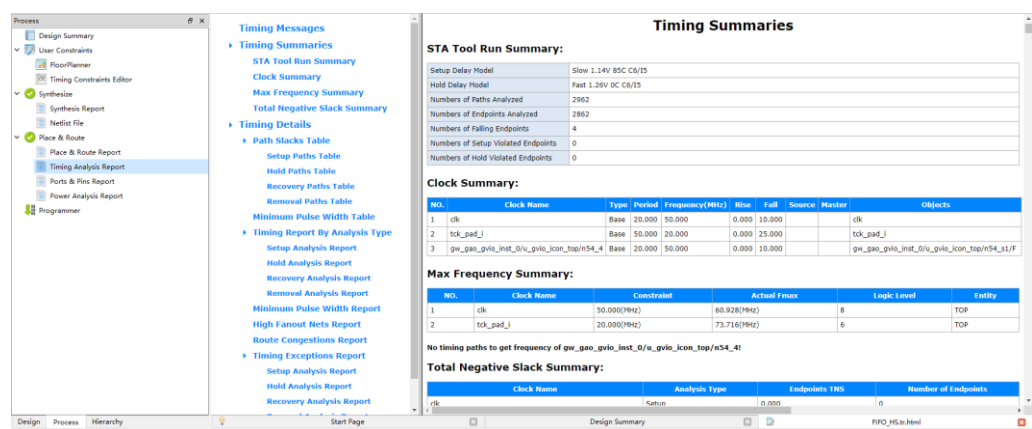 Process
Design Summary
User Constraints
FloorPlanner
Timing Constraints Editor
Synthesize
Synthesis Report
Netlist File
Place & Route
Place & Route Report
Timing Analysis Report
Ports & Pins Report
Power Analysis Report
Programmer
Design Process Hierarchy
Timing Messages
Timing Summaries
STA Tool Run Summary
Clock Summary
Max Frequency Summary
Total Negative Slack Summary
Timing Details
Path Slacks Table
Setup Paths Table
Hold Paths Table
Recovery Paths Table
Removal Paths Table
Minimum Pulse Width Table
Timing Report By Analysis Type
Setup Analysis Report
Hold Analysis Report
Recovery Analysis Report
Removal Analysis Report
Minimum Pulse Width Report
High Fanout Nets Report
Route Congestions Report
Timing Exceptions Report
Setup Analysis Report
Hold Analysis Report
Recovery Analysis Report
Timing Summaries
STA Tool Run Summary:
Setup Delay Model Slow 1.14V 85C C6/I5
Hold Delay Model Fast 1.26V 0C C6/I5
Numbers of Paths Analyzed 2962
Numbers of Endpoints Analyzed 2862
Numbers of Falling Endpoints 4
Numbers of Setup Violated Endpoints 0
Numbers of Hold Violated Endpoints 0
Clock Summary:
NO. Clock Name Type Period Frequency(MHz) Rise Fall Source Master Objects
1 clk Base 20.000 50.000 0.000 10.000 clk
2 tck_pad_i Base 50.000 20.000 0.000 25.000 tck_pad_i
3 gw_gao_gvio_inst_0/u_gvio_icon_top/n54_4 Base 20.000 50.000 0.000 10.000 gw_gao_gvio_inst_0/u_gvio_icon_top/n54_s1/F
Max Frequency Summary:
NO. Clock Name Constraint Actual Fmax Logic Level Entity
1 clk 50.000(MHz) 60.928(MHz) 8 TOP
2 tck_pad_i 20.000(MHz) 73.716(MHz) 6 TOP
No timing paths to get frequency of gw_gao_gvio_inst_0/u_gvio_icon_top/n54_4!
Total Negative Slack Summary:
Clock Name Analysis Type Endpoints TNS Number of Endpoints
clk Setup 0.000 0
Start Page Design Summary FIFO_HS.tr.html